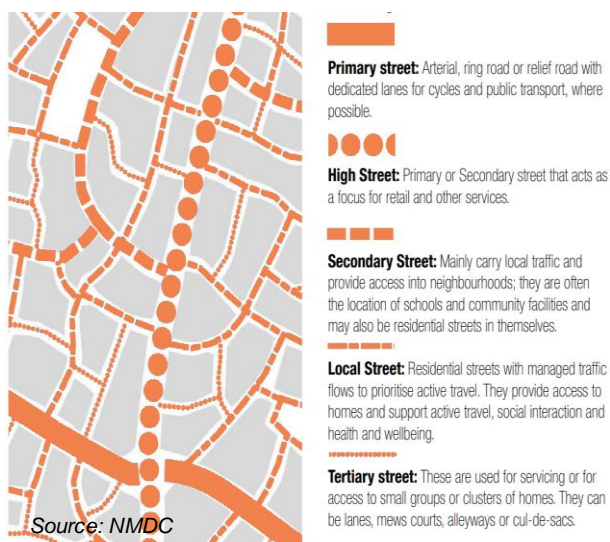 Primary street: Arterial, ring road or relief road with
dedicated lanes for cycles and public transport, where
possible.
High Street: Primary or Secondary street that acts as
a focus for retail and other services.
Secondary Street: Mainly carry local traffic and
provide access into neighbourhoods; they are often
the location of schools and community facilities and
may also be residential streets in themselves.
Local Street: Residential streets with managed traffic
flows to prioritise active travel. They provide access to
homes and support active travel, social interaction and
health and wellbeing.
Tertiary street: These are used for servicing or for
access to small groups or clusters of homes. They can
be lanes, mews courts, alleyways or cul-de-sacs.
Source: NMDC